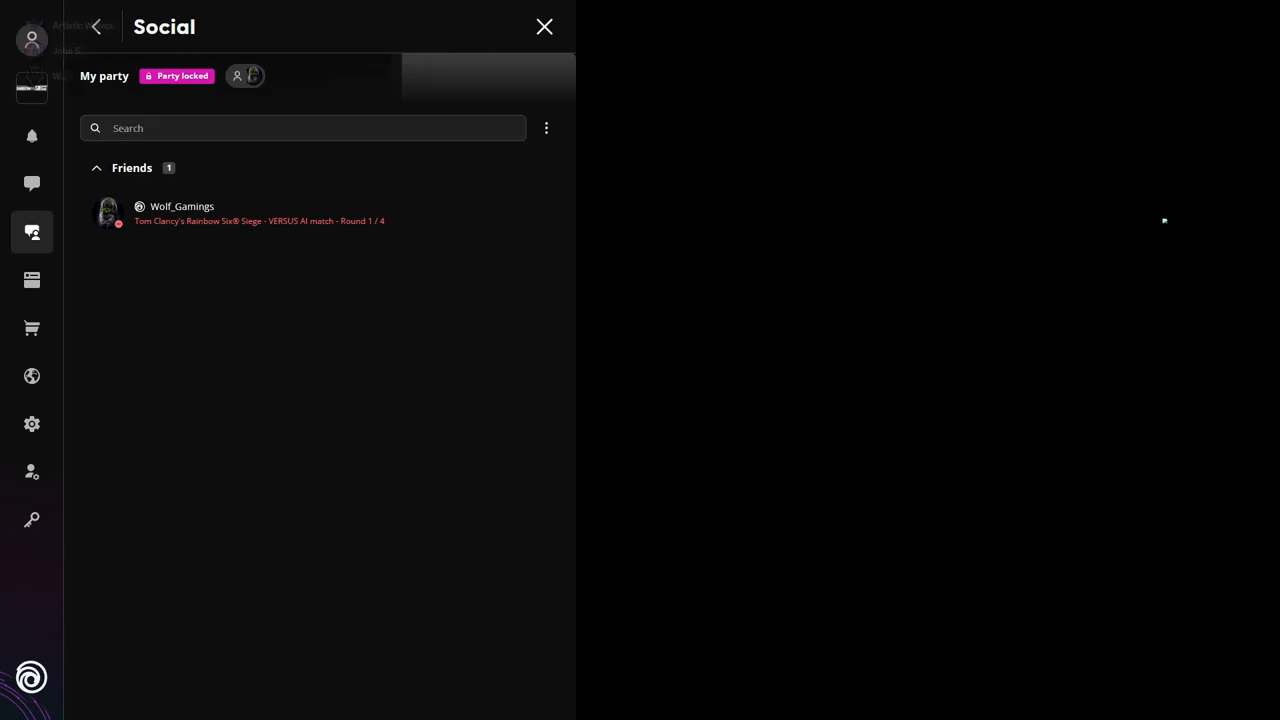 Social
My party
Party locked
Search
Friends 1
Wolf_Gamings
Tom Clancy's Rainbow Six® Siege - VERSUS AI match - Round 1 / 4